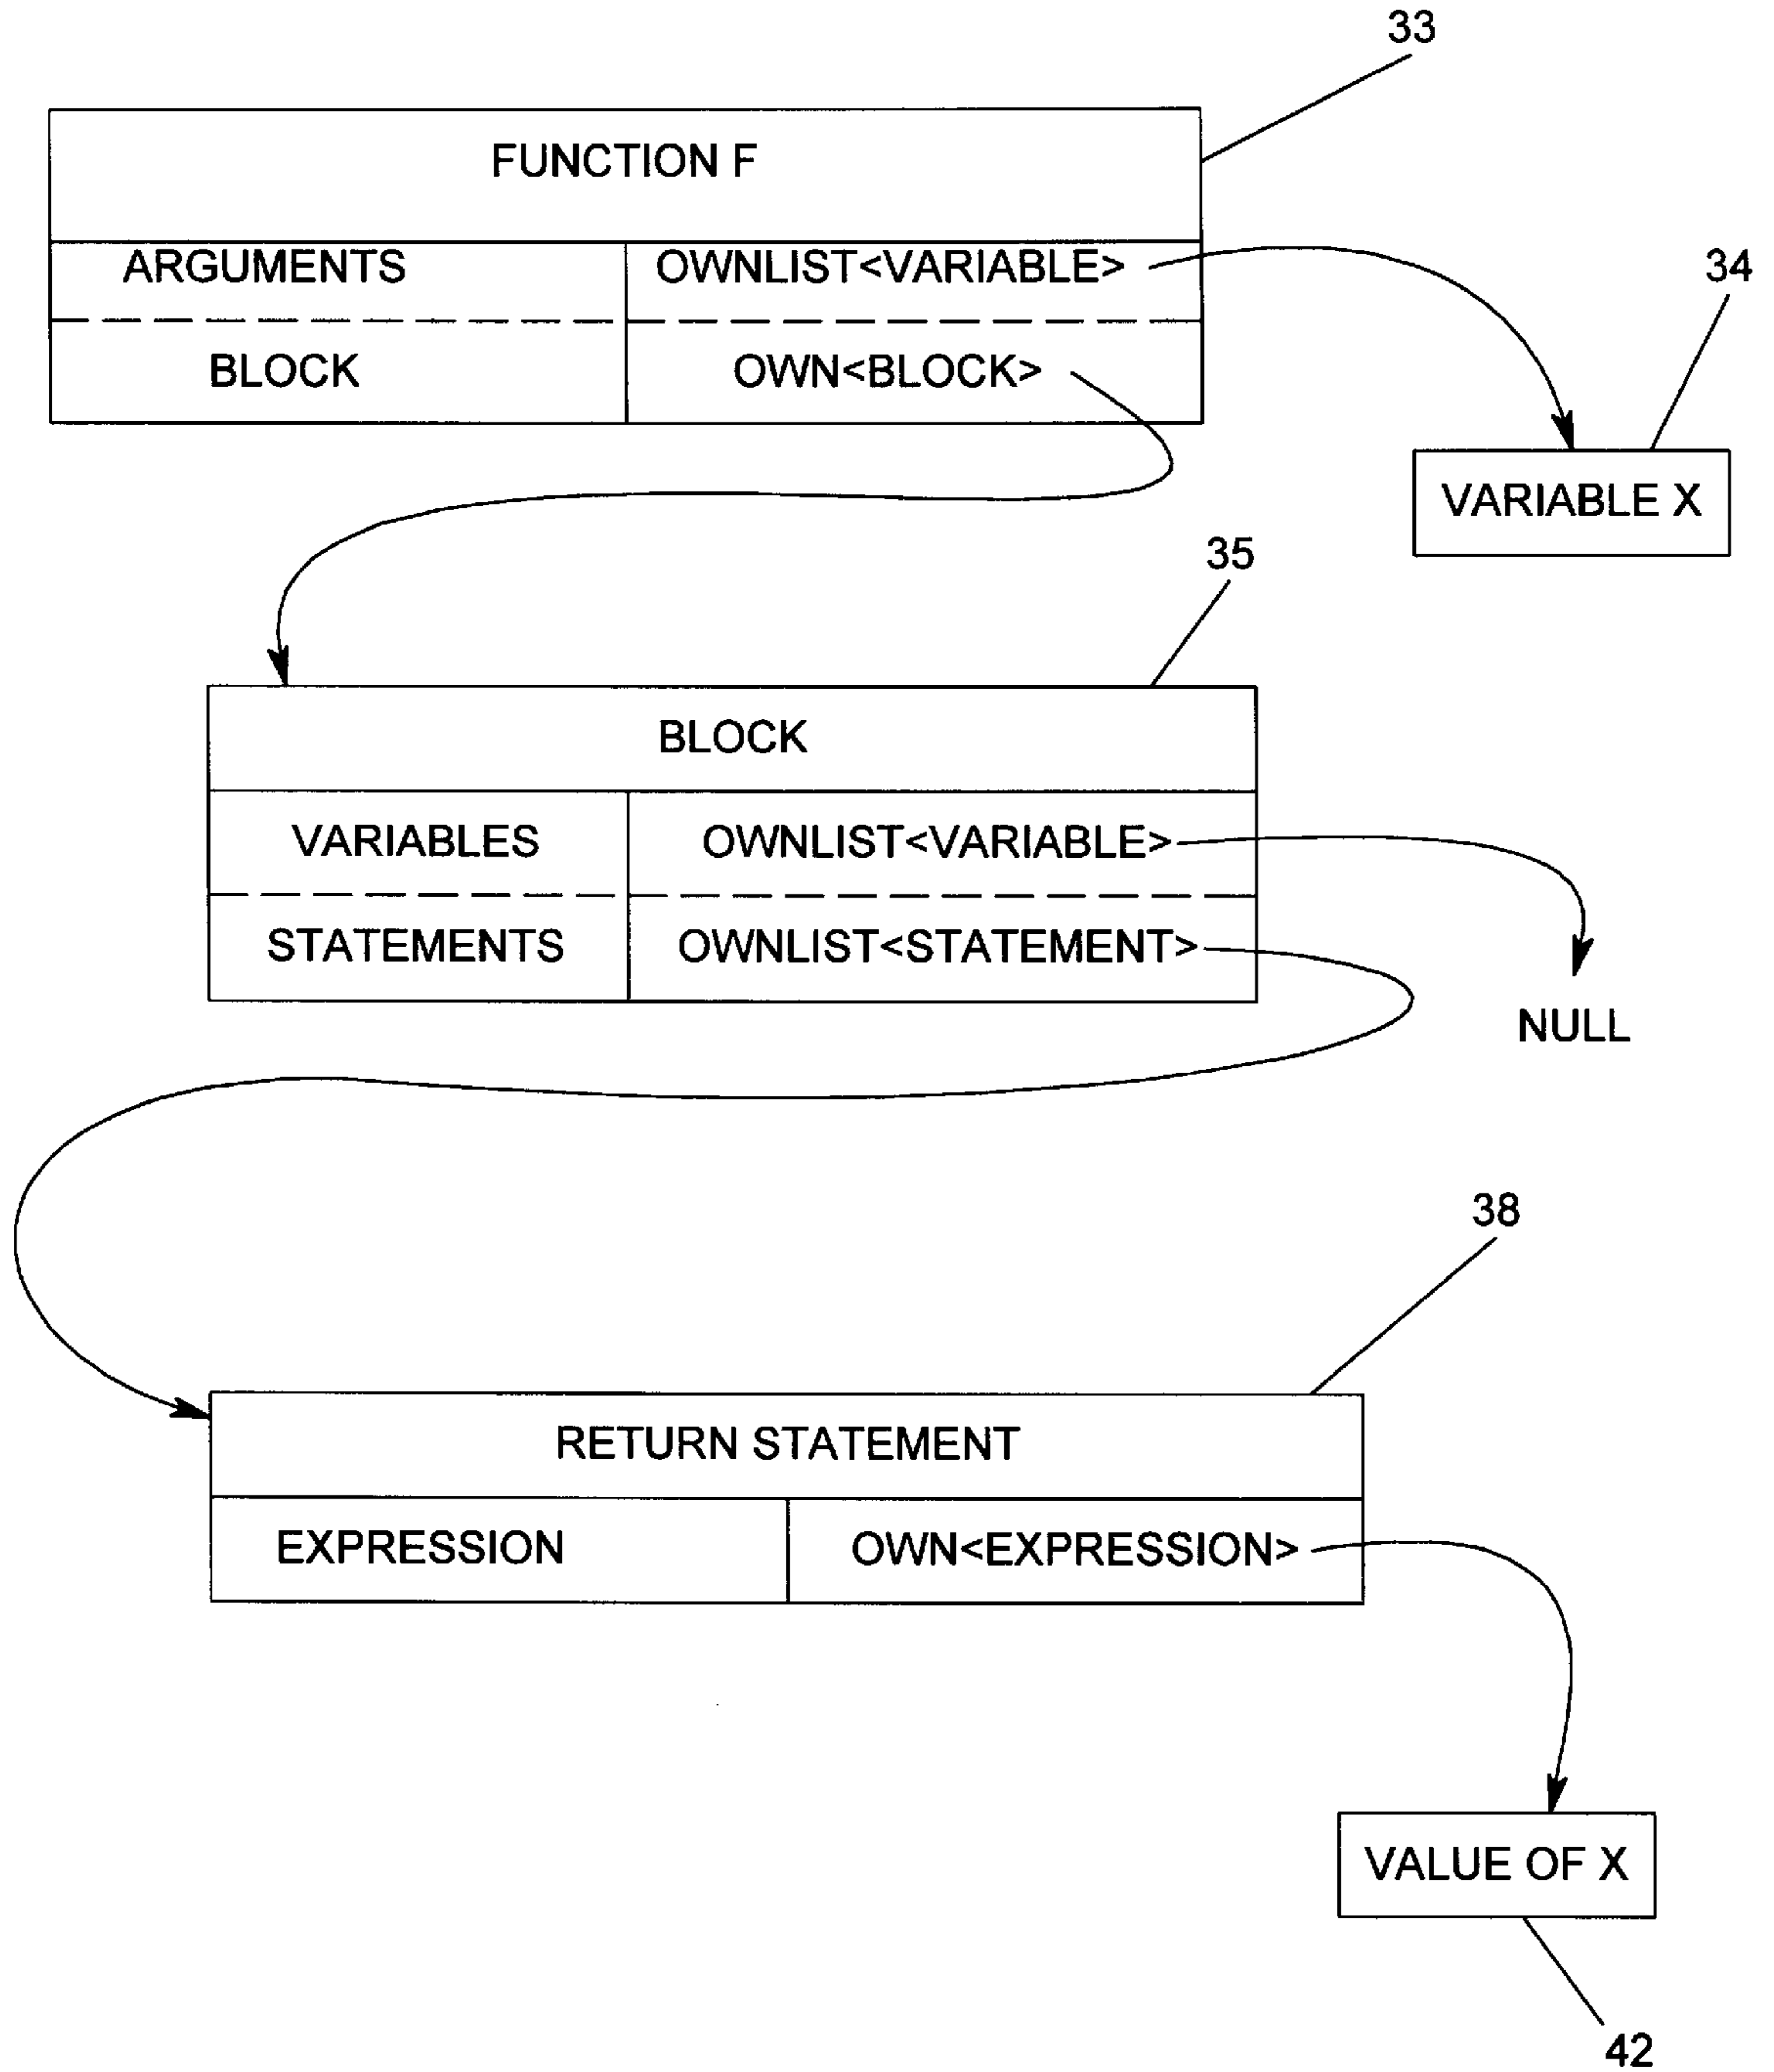 33
FUNCTION F
ARGUMENTS OWNLIST<VARIABLE>
34
BLOCK OWN<BLOCK>
VARIABLE X
35
BLOCK
VARIABLES OWNLIST<VARIABLE>
STATEMENTS OWNLIST<STATEMENT>
NULL
38
RETURN STATEMENT
EXPRESSION OWN<EXPRESSION>
VALUE OF X
42